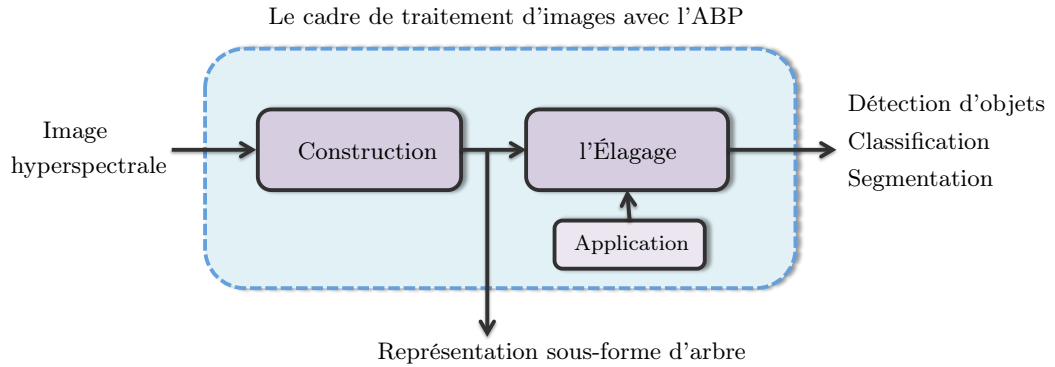 Le cadre de traitement d'images avec l'ABP
Image
hyperspectrale
Construction
l'Élagage
Application
Détection d'objets
Classification
Segmentation
Représentation sous-forme d'arbre